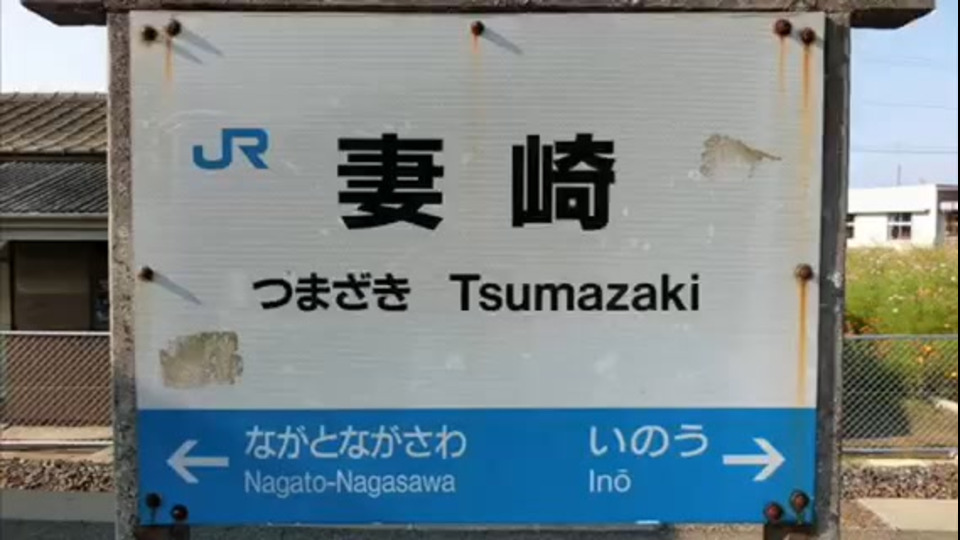 JR
妻崎
つまざき Tsumazaki
← ながとながさわ いのう →
Nagato-Nagasawa Inō